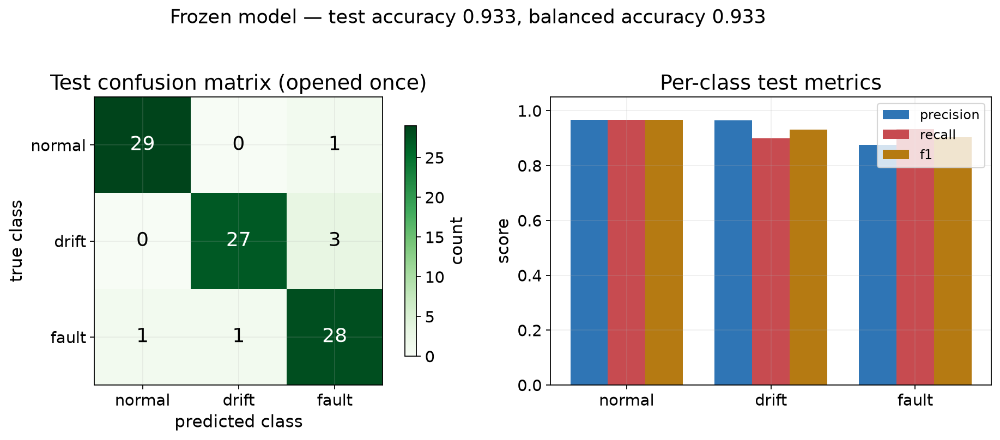 Frozen model — test accuracy 0.933, balanced accuracy 0.933
Test confusion matrix (opened once)
true class
normal
drift
fault
29 0 1
0 27 3
1 1 28
normal drift fault
predicted class
25
20
15
10
5
0
count
Per-class test metrics
score
1.0
0.8
0.6
0.4
0.2
0.0
precision
recall
f1
normal drift fault